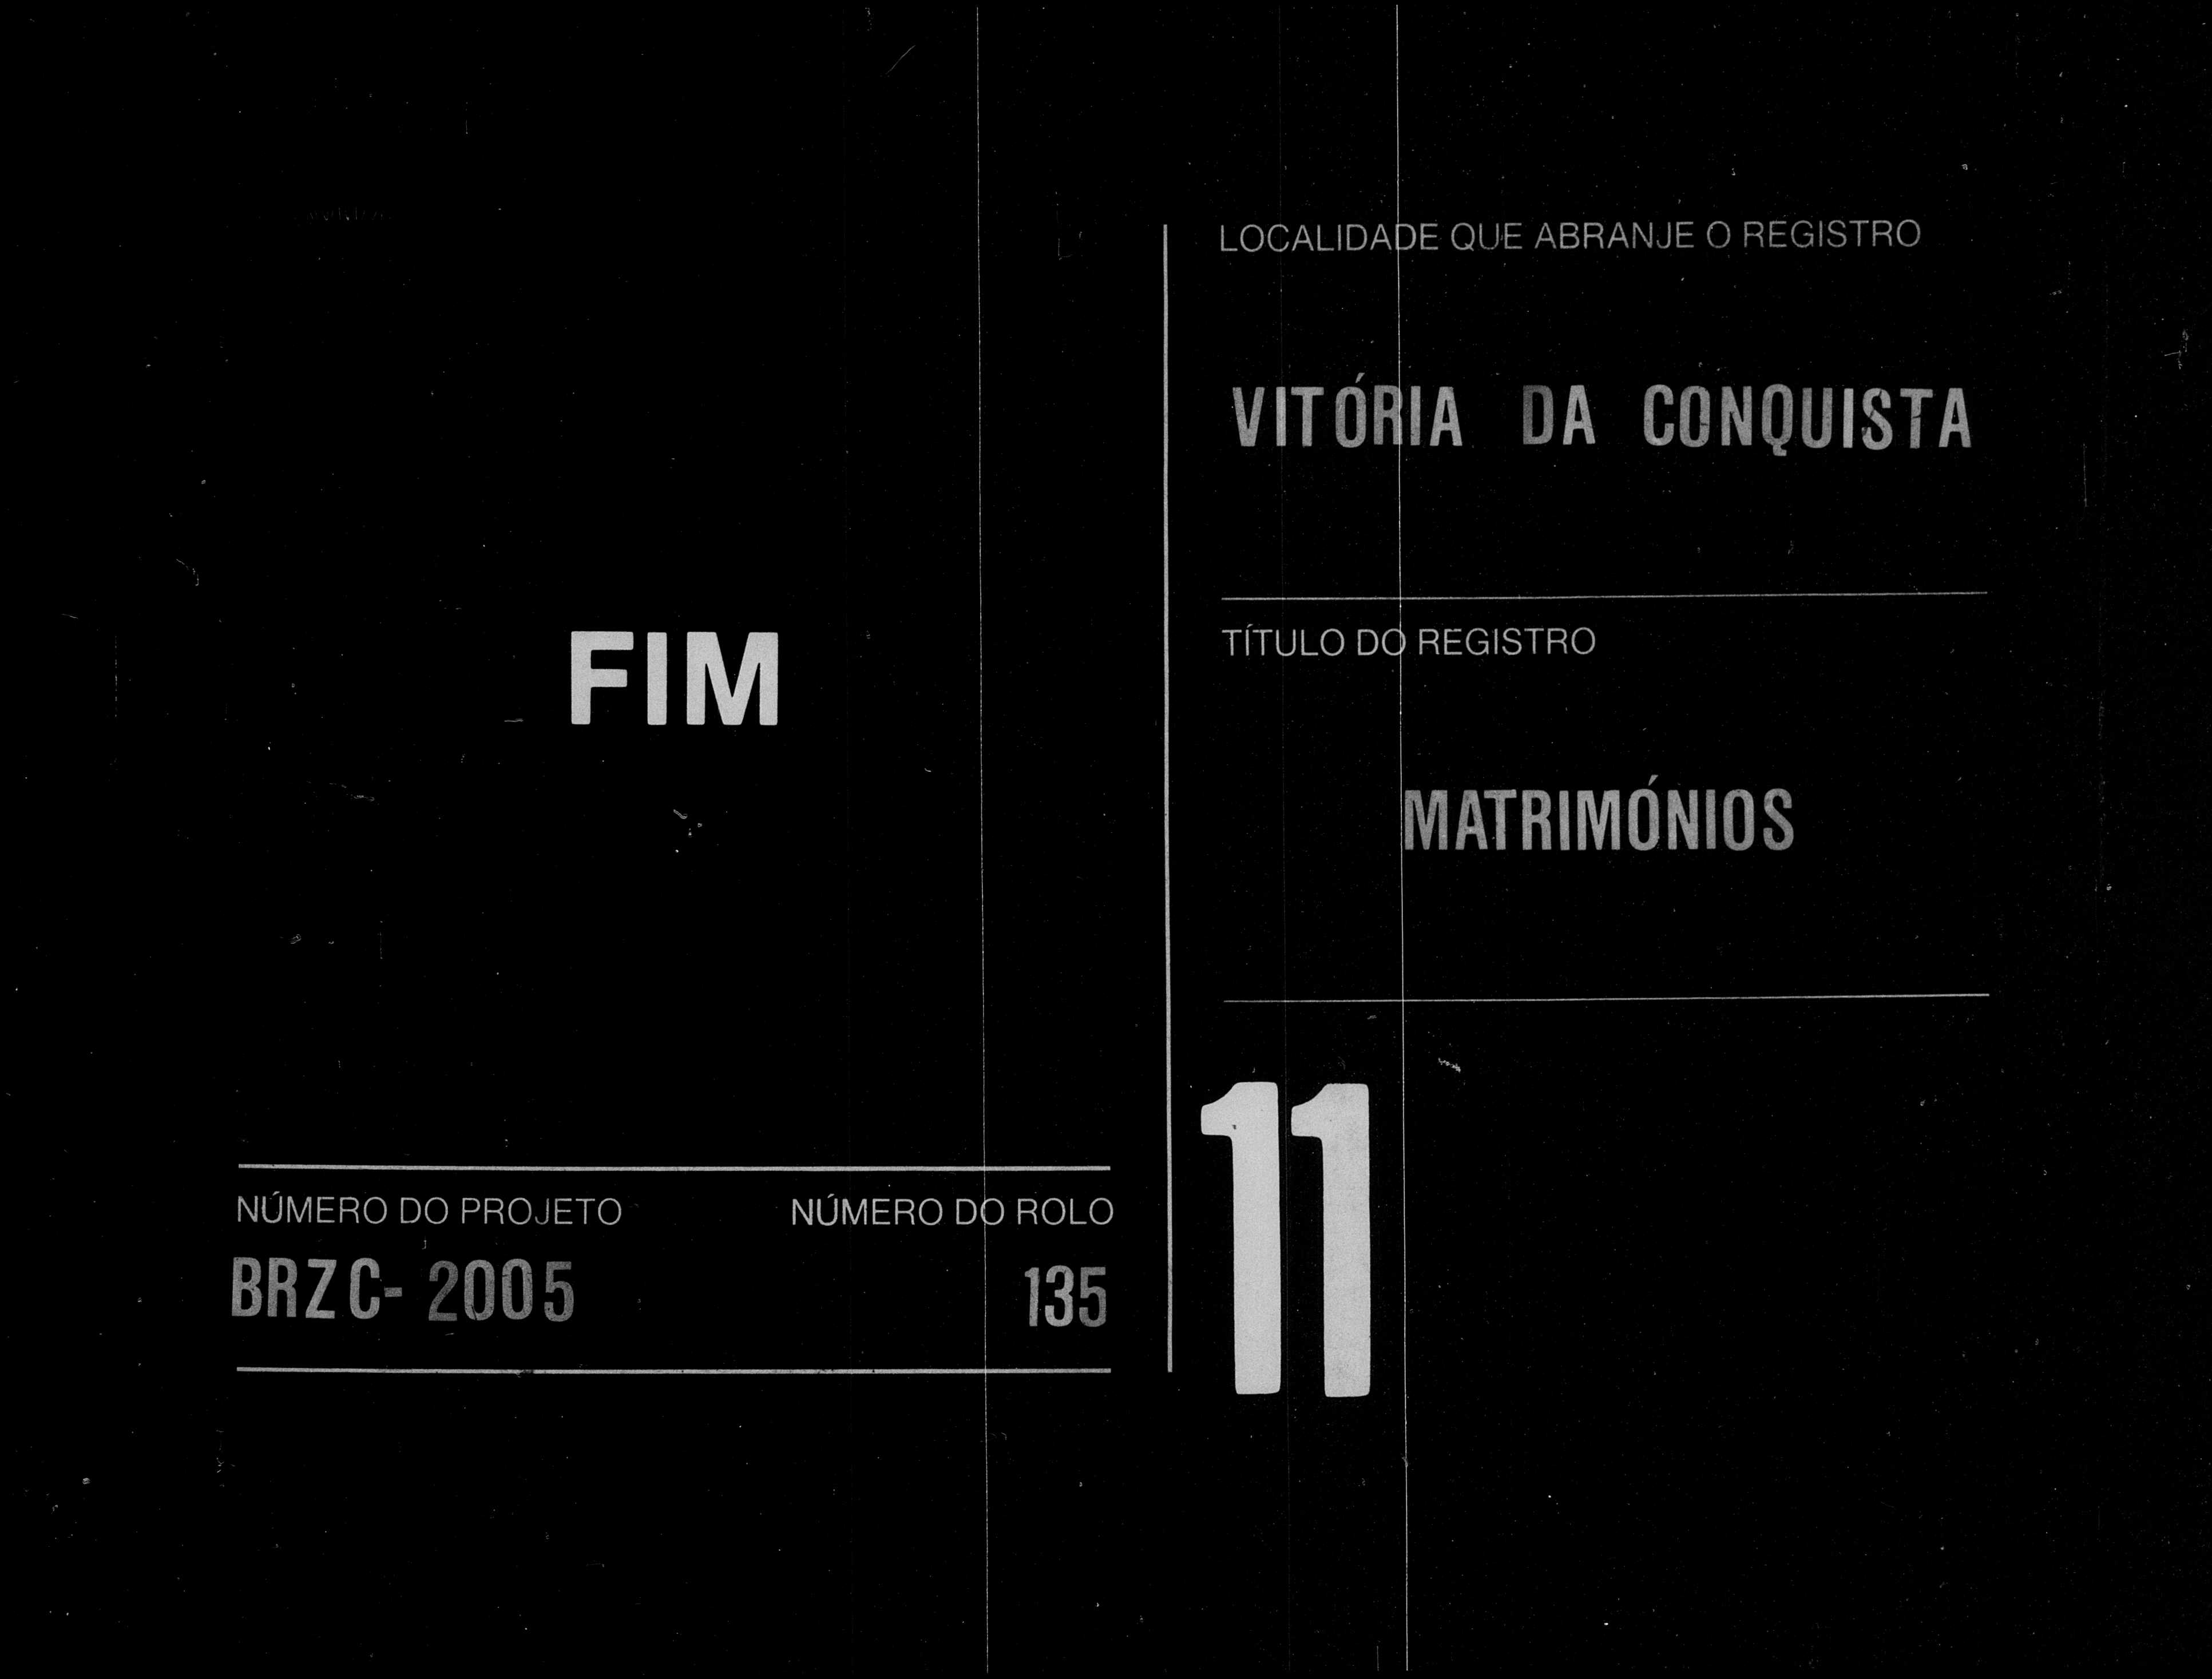 FIM
NÚMERO DO PROJETO
BRZC- 2005
NÚMERO DO ROLO
135
LOCALIDADE QUE ABRANJE O REGISTRO
VITÓRIA DA CONQUISTA
TÍTULO DO REGISTRO
MATRIMÓNIOS
11